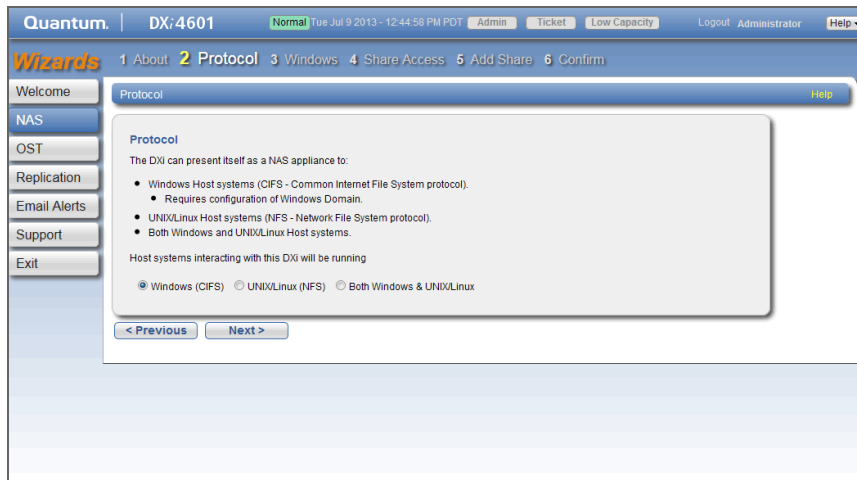 Quantum. DXi4601 Normal Tue Jul 9 2013 - 12:44:58 PM PDT Admin Ticket Low Capacity Logout Administrator Help
Wizards 1 About 2 Protocol 3 Windows 4 Share Access 5 Add Share 6 Confirm
Welcome
NAS
OST
Replication
Email Alerts
Support
Exit
Protocol Help
Protocol
The DXi can present itself as a NAS appliance to:
• Windows Host systems (CIFS - Common Internet File System protocol).
• Requires configuration of Windows Domain.
• UNIX/Linux Host systems (NFS - Network File System protocol).
• Both Windows and UNIX/Linux Host systems.
Host systems interacting with this DXi will be running
Windows (CIFS) UNIX/Linux (NFS) Both Windows & UNIX/Linux
< Previous Next >